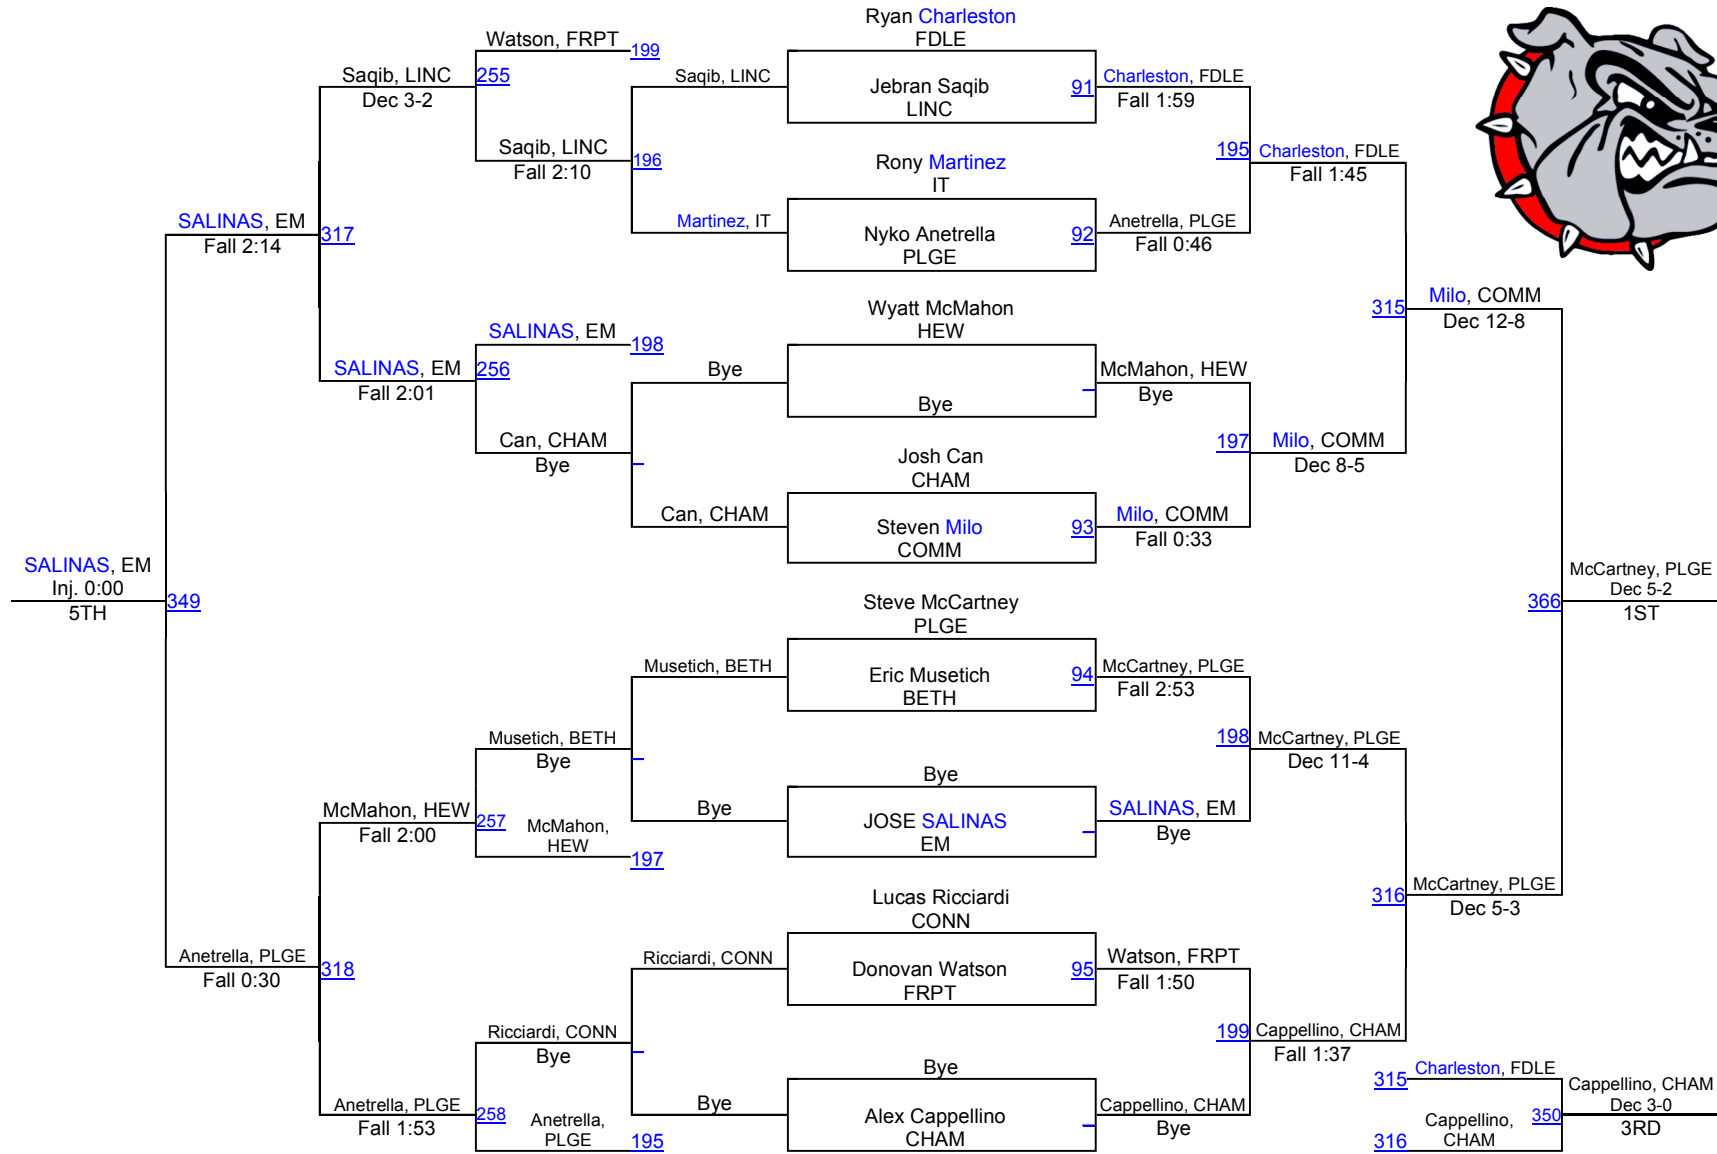 Ryan Charleston
FDLE
Watson, FRPT
199
Saqib, LINC
255
Dec 3-2
Saqib, LINC
Jebran Saqib
LINC
91
Charleston, FDLE
Fall 1:59
Saqib, LINC
Fall 2:10
196
Rony Martinez
IT
195
Charleston, FDLE
Fall 1:45
SALINAS, EM
Fall 2:14
317
Martinez, IT
Nyko Anetrella
PLGE
92
Anetrella, PLGE
Fall 0:46
Wyatt McMahon
HEW
315
Milo, COMM
Dec 12-8
SALINAS, EM
198
SALINAS, EM
Fall 2:01
256
Bye
Bye
McMahon, HEW
Bye
Can, CHAM
Bye
Josh Can
CHAM
197
Milo, COMM
Dec 8-5
Can, CHAM
Steven Milo
COMM
93
Milo, COMM
Fall 0:33
SALINAS, EM
Inj. 0:00
5TH
349
Steve McCartney
PLGE
366
McCartney, PLGE
Dec 5-2
1ST
Musetich, BETH
Eric Musetich
BETH
94
McCartney, PLGE
Fall 2:53
Musetich, BETH
Bye
Bye
198
McCartney, PLGE
Dec 11-4
McMahon, HEW
Fall 2:00
257
McMahon,
HEW
197
Bye
JOSE SALINAS
EM
SALINAS, EM
Bye
Lucas Ricciardi
CONN
316
McCartney, PLGE
Dec 5-3
Anetrella, PLGE
Fall 0:30
318
Ricciardi, CONN
Donovan Watson
FRPT
95
Watson, FRPT
Fall 1:50
Ricciardi, CONN
Bye
Bye
199
Cappellino, CHAM
Fall 1:37
Anetrella, PLGE
Fall 1:53
258
Anetrella,
PLGE
195
Bye
Alex Cappellino
CHAM
Cappellino, CHAM
Bye
315
Charleston, FDLE
316
Cappellino,
CHAM
350
Cappellino, CHAM
Dec 3-0
3RD